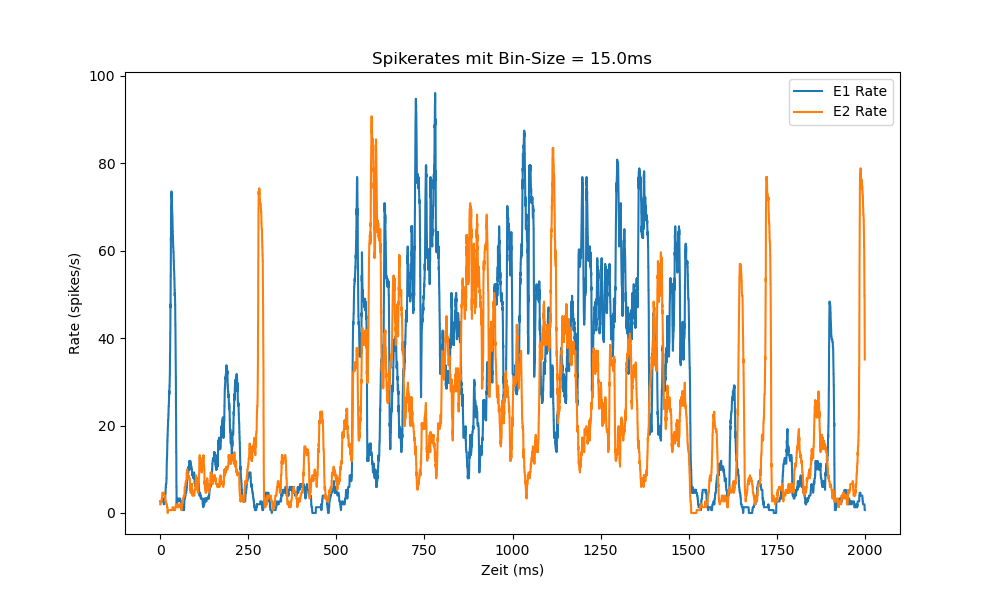 Spikerates mit Bin-Size = 15.0ms
E1 Rate
E2 Rate
Rate (spikes/s)
100
80
60
40
20
0
0 250 500 750 1000 1250 1500 1750 2000
Zeit (ms)